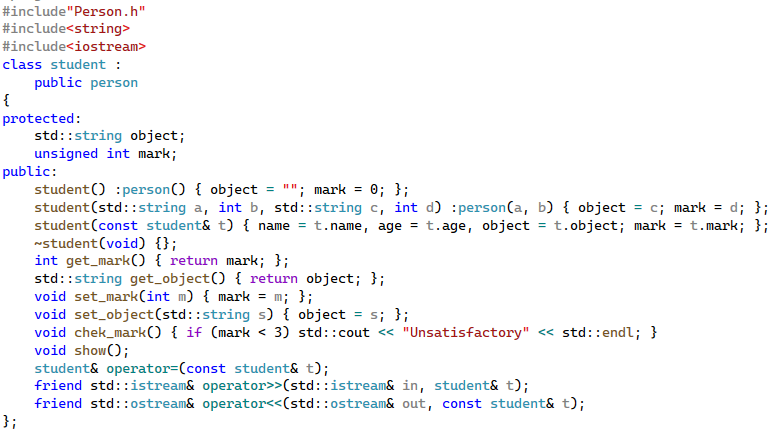 #include"Person.h"
#include<string>
#include<iostream>
class student :
    public person
{
protected:
    std::string object;
    unsigned int mark;
public:
    student() :person() { object = ""; mark = 0; };
    student(std::string a, int b, std::string c, int d) :person(a, b) { object = c; mark = d; };
    student(const student& t) { name = t.name, age = t.age, object = t.object; mark = t.mark; };
    ~student(void) {};
    int get_mark() { return mark; };
    std::string get_object() { return object; };
    void set_mark(int m) { mark = m; };
    void set_object(std::string s) { object = s; };
    void chek_mark() { if (mark < 3) std::cout << "Unsatisfactory" << std::endl; }
    void show();
    student& operator=(const student& t);
    friend std::istream& operator>>(std::istream& in, student& t);
    friend std::ostream& operator<<(std::ostream& out, const student& t);
};